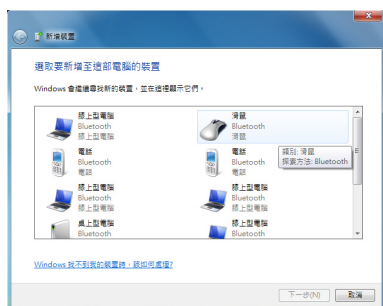 新增裝置
選取要新增至這部電腦的裝置
Windows 會繼續尋找新的裝置，並在這裡顯示它們。
膝上型電腦
Bluetooth
膝上型電腦
滑鼠
Bluetooth
滑鼠
電話
Bluetooth
電話
電話
Bluetooth
電話
類別: 滑鼠
探索方法: Bluetooth
膝上型電腦
Bluetooth
膝上型電腦
膝上型電腦
Bluetooth
膝上型電腦
桌上型電腦
Bluetooth
膝上型電腦
Bluetooth
Windows 找不到我的裝置時，該如何處理?
下一步(N)
取消